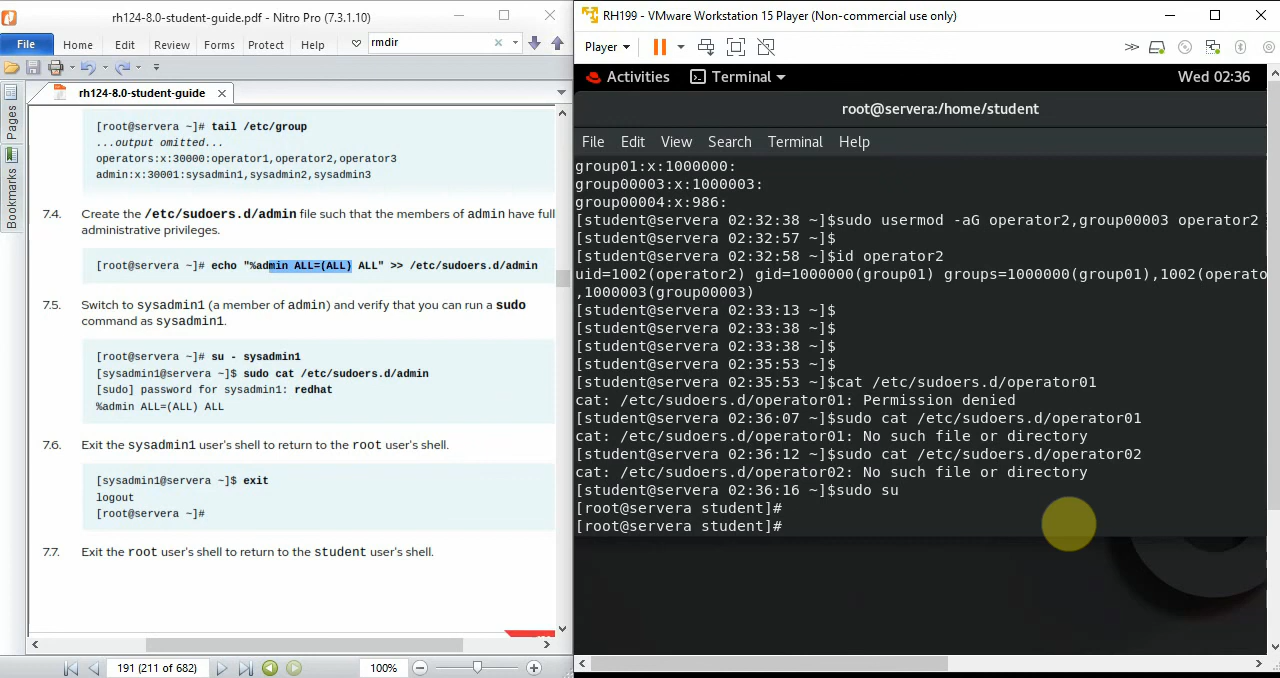 rh124-8.0-student-guide.pdf - Nitro Pro (7.3.1.10)
File Home Edit Review Forms Protect Help rmdir
rh124-8.0-student-guide
Pages
Bookmarks
[root@servera ~]# tail /etc/group
...output omitted...
operators:x:30000:operator1,operator2,operator3
admin:x:30001:sysadmin1,sysadmin2,sysadmin3
7.4. Create the /etc/sudoers.d/admin file such that the members of admin have full
administrative privileges.
[root@servera ~]# echo "%admin ALL=(ALL) ALL" >> /etc/sudoers.d/admin
7.5. Switch to sysadmin1 (a member of admin) and verify that you can run a sudo
command as sysadmin1.
[root@servera ~]# su - sysadmin1
[sysadmin1@servera ~]$ sudo cat /etc/sudoers.d/admin
[sudo] password for sysadmin1: redhat
%admin ALL=(ALL) ALL
7.6. Exit the sysadmin1 user's shell to return to the root user's shell.
[sysadmin1@servera ~]$ exit
logout
[root@servera ~]#
7.7. Exit the root user's shell to return to the student user's shell.
191 (211 of 682)
100%
RH199 - VMware Workstation 15 Player (Non-commercial use only)
Player
Activities Terminal Wed 02:36
root@servera:/home/student
File Edit View Search Terminal Help
group01:x:1000000:
group00003:x:1000003:
group00004:x:986:
[student@servera 02:32:38 ~]$sudo usermod -aG operator2,group00003 operator2
[student@servera 02:32:57 ~]$
[student@servera 02:32:58 ~]$id operator2
uid=1002(operator2) gid=1000000(group01) groups=1000000(group01),1002(operato
,1000003(group00003)
[student@servera 02:33:13 ~]$
[student@servera 02:33:38 ~]$
[student@servera 02:33:38 ~]$
[student@servera 02:35:53 ~]$
[student@servera 02:35:53 ~]$cat /etc/sudoers.d/operator01
cat: /etc/sudoers.d/operator01: Permission denied
[student@servera 02:36:07 ~]$sudo cat /etc/sudoers.d/operator01
cat: /etc/sudoers.d/operator01: No such file or directory
[student@servera 02:36:12 ~]$sudo cat /etc/sudoers.d/operator02
cat: /etc/sudoers.d/operator02: No such file or directory
[student@servera 02:36:16 ~]$sudo su
[root@servera student]#
[root@servera student]#